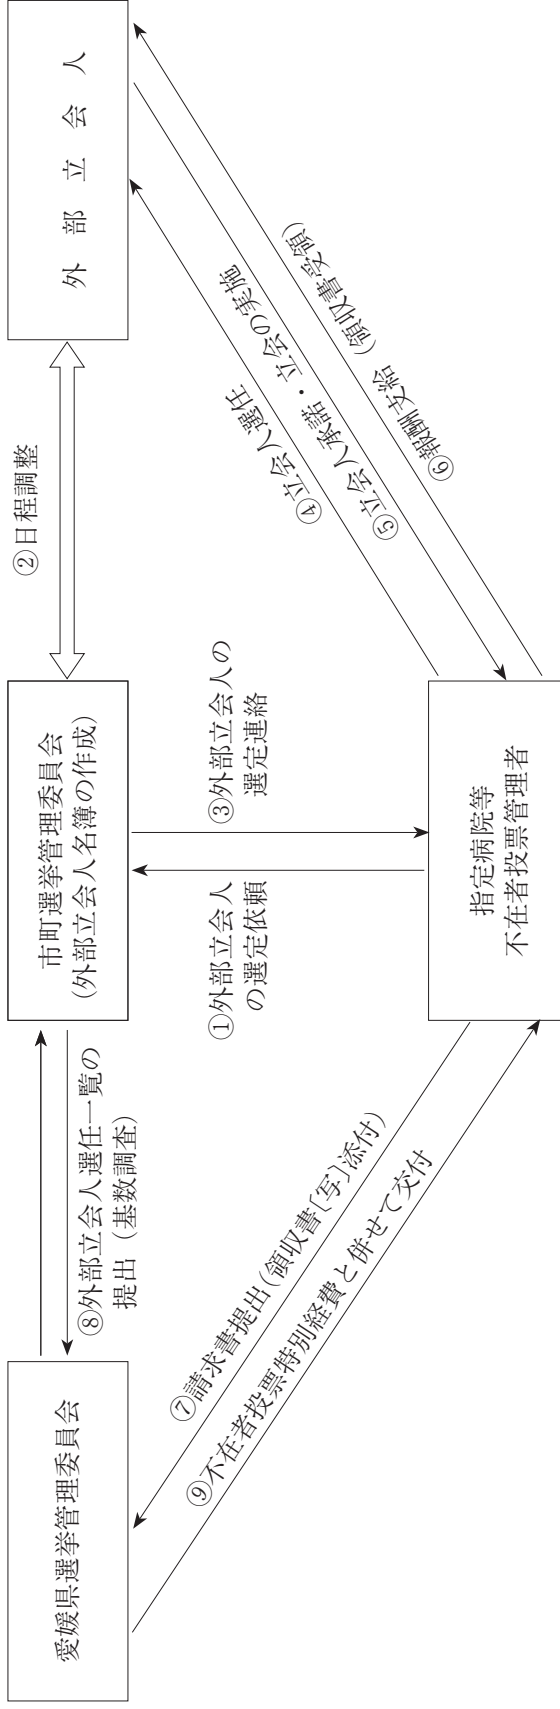 愛媛県選挙管理委員会
市町選挙管理委員会
(外部立会人名簿の作成)
外部立会人
②日程調整
⑧外部立会人選任一覧の
提出(基数調査)
①外部立会人
の選定依頼
③外部立会人の
選定連絡
④立会人選任
⑤立会人承諾・立会の実施
⑥報酬支給(領収書受領)
⑦請求書提出(領収書[写]添付)
⑨不在者投票特別経費と併せて交付
指定病院等
不在者投票管理者